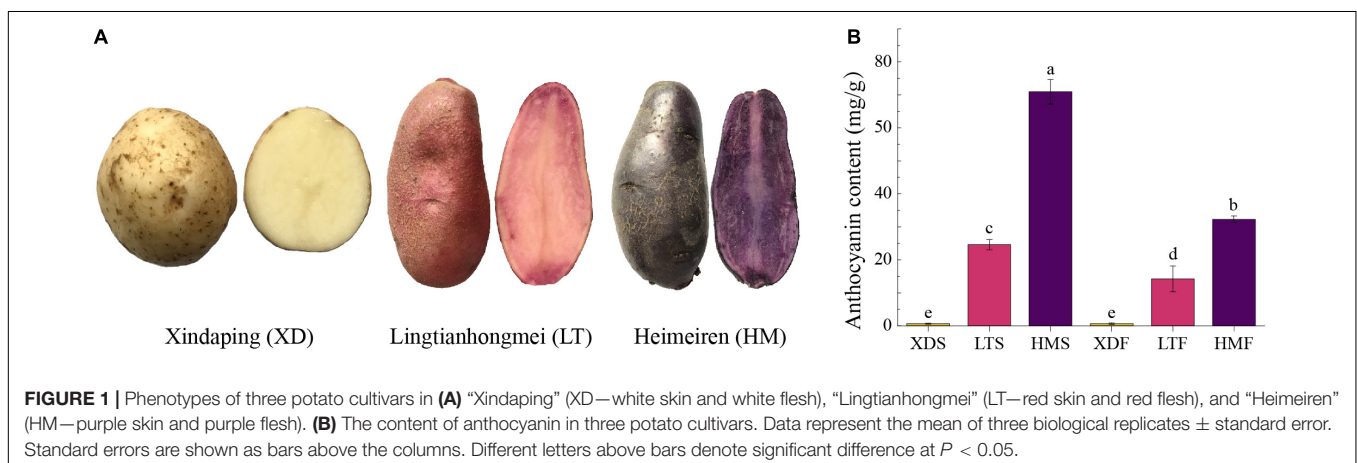 A
B
Xindaping (XD)
Lingtianhongmei (LT)
Heimeiren (HM)
Anthocyanin content (mg/g)
80
50
40
20
0
e
c
a
e
d
b
XDS
LTS
HMS
XDF
LTF
HMF
FIGURE 1 | Phenotypes of three potato cultivars in (A) “Xindaping” (XD—white skin and white flesh), “Lingtianhongmei” (LT—red skin and red flesh), and “Heimeiren”
(HM—purple skin and purple flesh). (B) The content of anthocyanin in three potato cultivars. Data represent the mean of three biological replicates ± standard error.
Standard errors are shown as bars above the columns. Different letters above bars denote significant difference at P < 0.05.